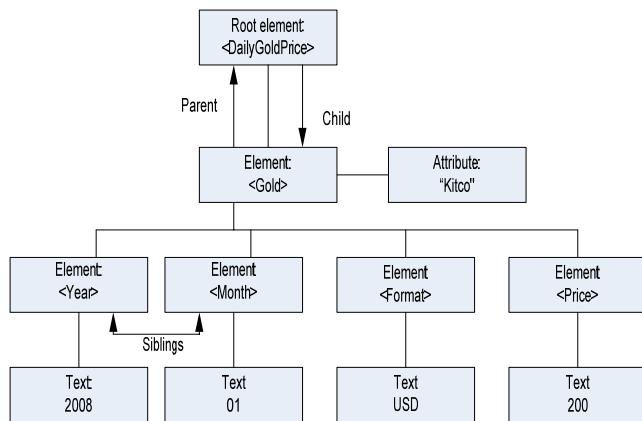 Root element:
<DailyGoldPrice>
Parent
Child
Element:
<Gold>
Attribute:
“Kitco"
Element:
<Year>
Element
<Month>
Element
<Format>
Element
<Price>
Siblings
Text:
2008
Text
01
Text
USD
Text
200